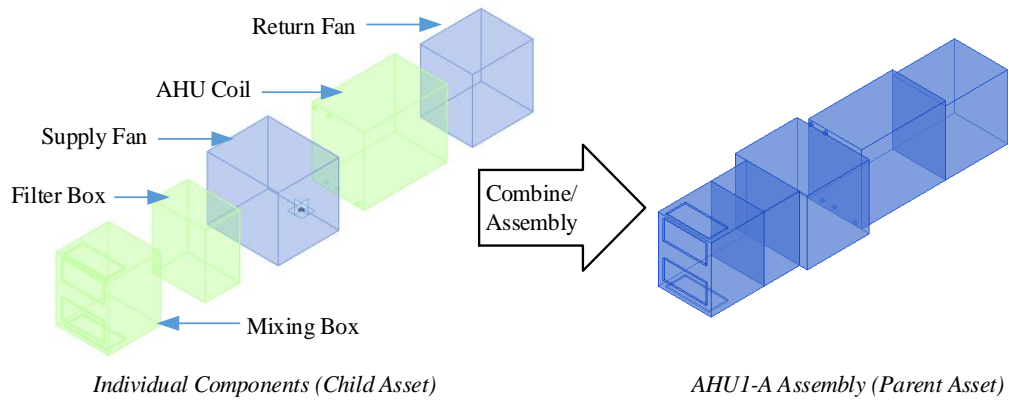 Return Fan
AHU Coil
Supply Fan
Filter Box
Mixing Box
Combine/
Assembly
Individual Components (Child Asset)
AHU1-A Assembly (Parent Asset)